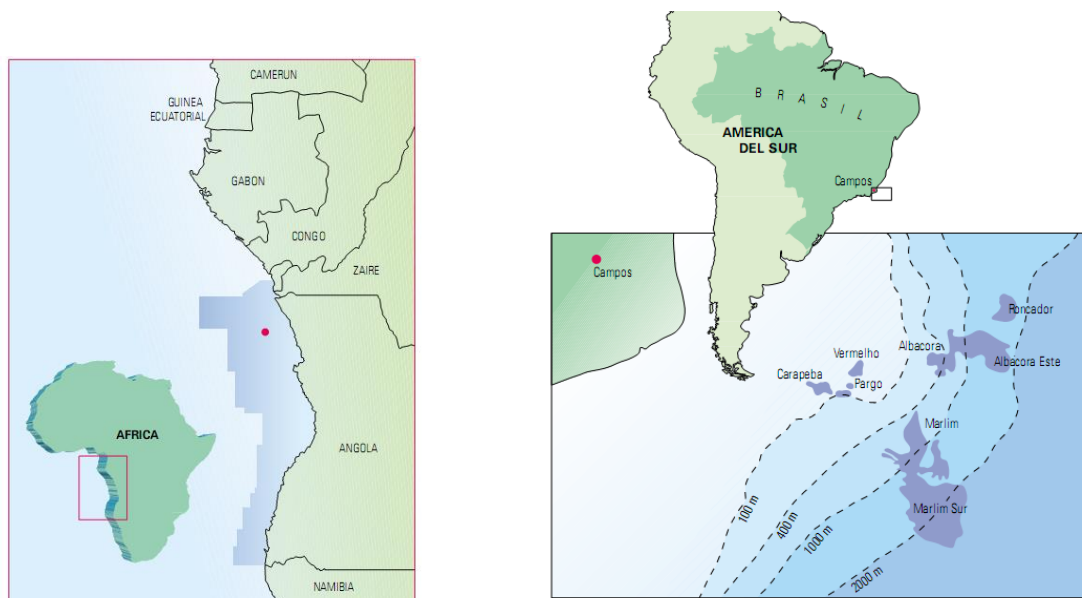 CAMERUN
GUINEA
ECUATORIAL
GABON
CONGO
ZAIRE
AFRICA
ANGOLA
NAMIBIA
BRASIL
AMERICA
DEL SUR
Campos
Campos
Roncador
Albacora
Albacora Este
Vermelho
Carapeba
Pargo
Marlim
Marlim Sur
100 m
400 m
1000 m
2000 m